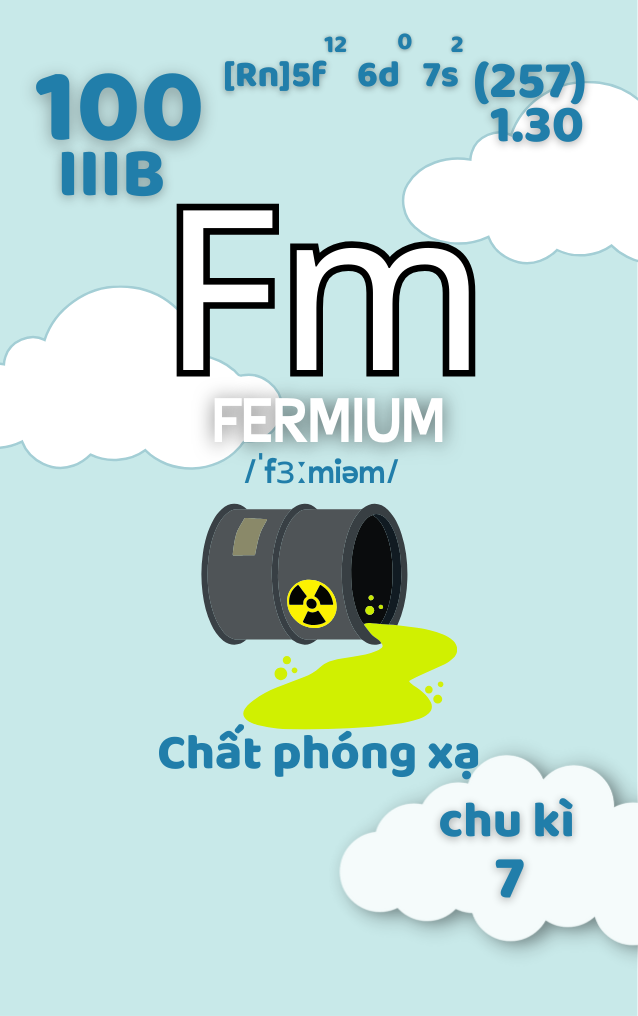 100
IIIB
[Rn]5f¹² 6d⁰ 7s²
(257)
1.30
Fm
FERMIUM
/ˈfɜːmiəm/
Chất phóng xạ
chu kì
7